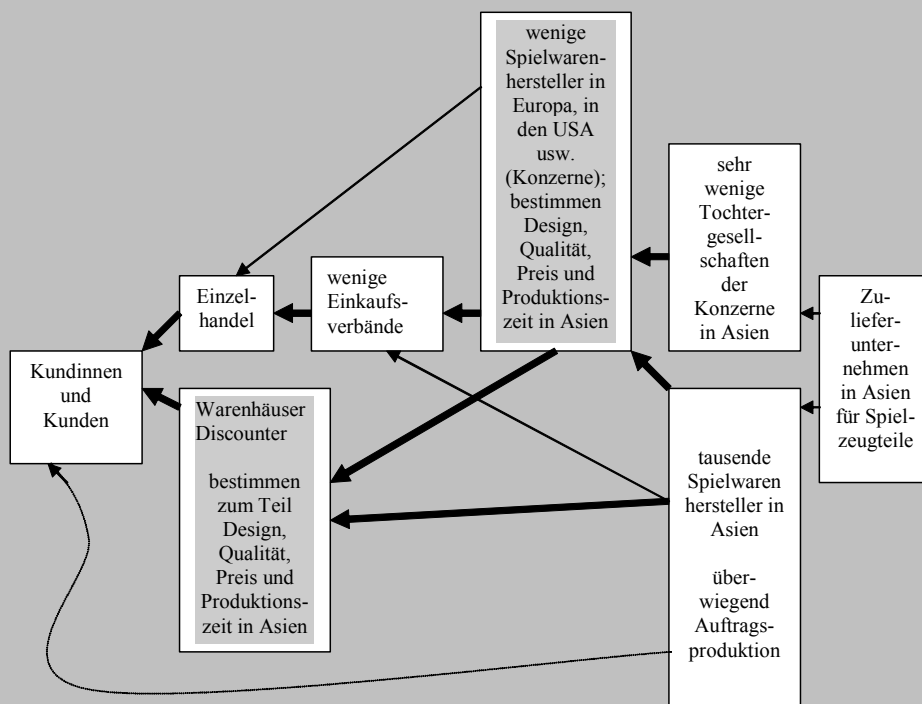 wenige
Spielwaren-
hersteller in
Europa, in
den USA
usw.
(Konzerne);
bestimmen
Design,
Qualität,
Preis und
Produktions-
zeit in Asien
sehr
wenige
Tochter-
gesell-
schaften
der
Konzerne
in Asien
Zu-
liefer-
unter-
nehmen
in Asien
für Spiel-
zeugteile
wenige
Einkaufs-
verbände
Einzel-
handel
Kundinnen
und
Kunden
Warenhäuser
Discounter
bestimmen
zum Teil
Design,
Qualität,
Preis und
Produktions-
zeit in Asien
tausende
Spielwaren
hersteller in
Asien
über-
wiegend
Auftrags-
produktion